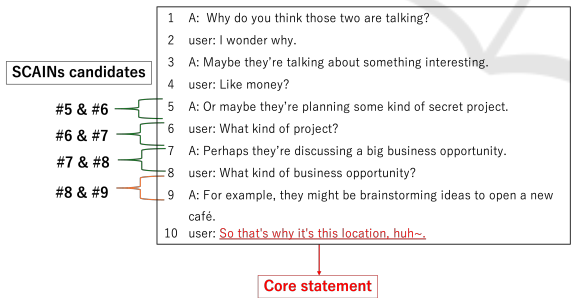 1 A: Why do you think those two are talking?
2 user: I wonder why.
3 A: Maybe they're talking about something interesting.
SCAINs candidates
4 user: Like money?
#5 & #6
5 A: Or maybe they're planning some kind of secret project.
#6 & #7
6 user: What kind of project?
#7 & #8
7 A: Perhaps they're discussing a big business opportunity.
8 user: What kind of business opportunity?
#8 & #9
9 A: For example, they might be brainstorming ideas to open a new
café.
10 user: So that's why it's this location, huh~.
Core statement